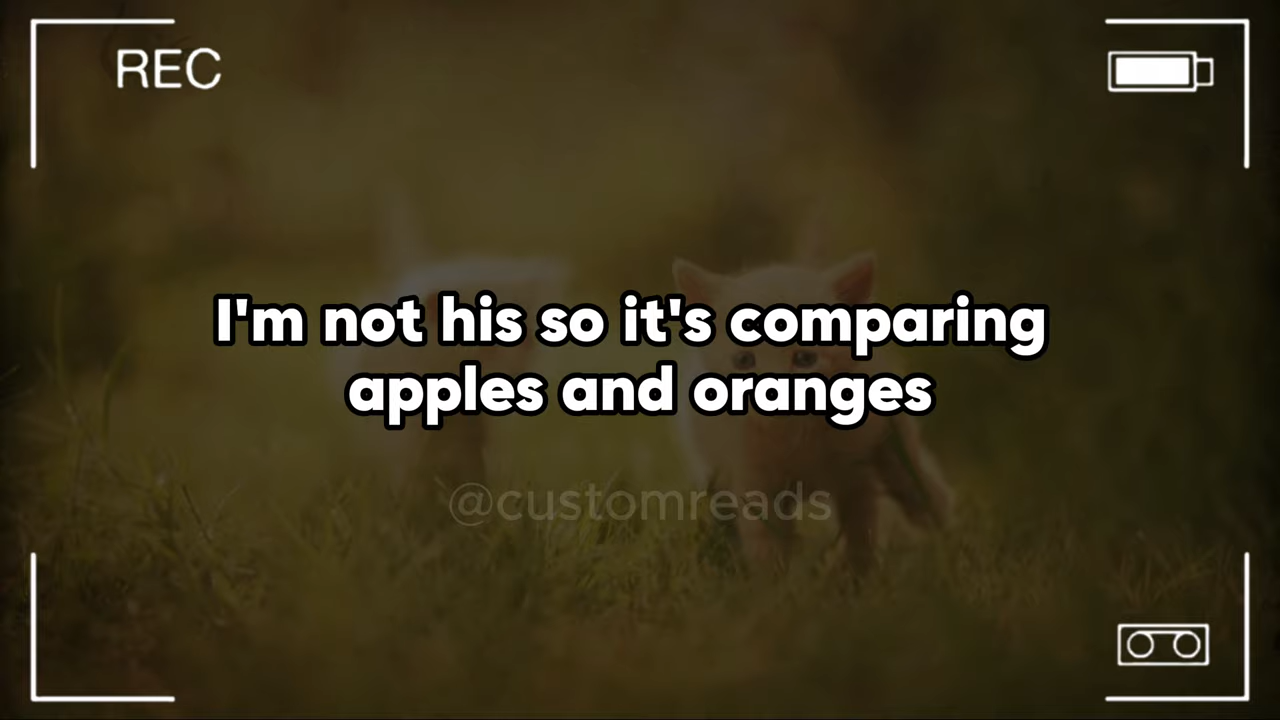 REC
I'm not his so it's comparing
apples and oranges
@customreads